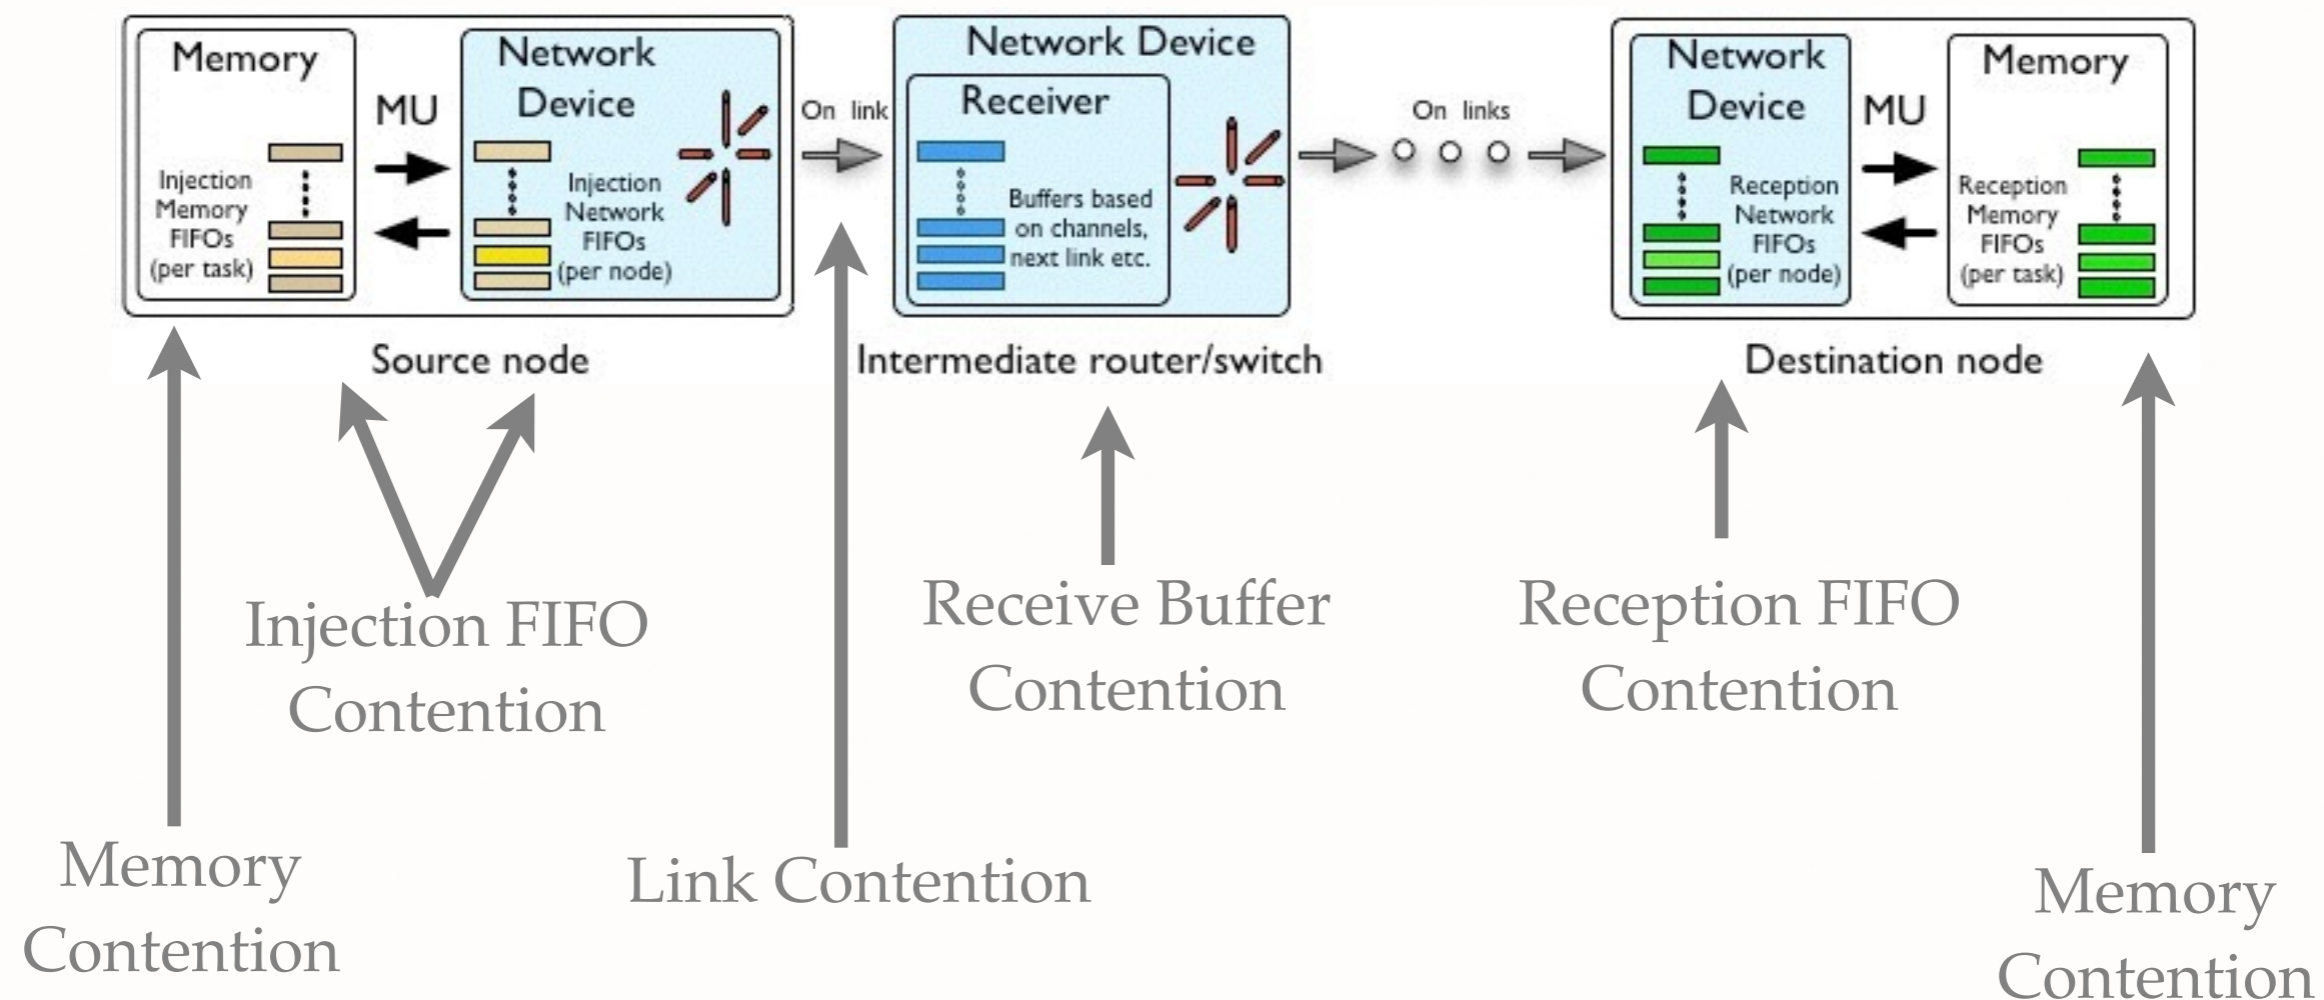 Memory
MU
Injection
Memory
FIFOs
(per task)
Network
Device
Injection
Network
FIFOs
(per node)
On link
Network Device
Receiver
Buffers based
on channels,
next link etc.
On links
Network
Device
Reception
Network
FIFOs
(per node)
MU
Memory
Reception
Memory
FIFOs
(per task)
Source node
Intermediate router/switch
Destination node
Injection FIFO
Contention
Receive Buffer
Contention
Reception FIFO
Contention
Memory
Contention
Link Contention
Memory
Contention